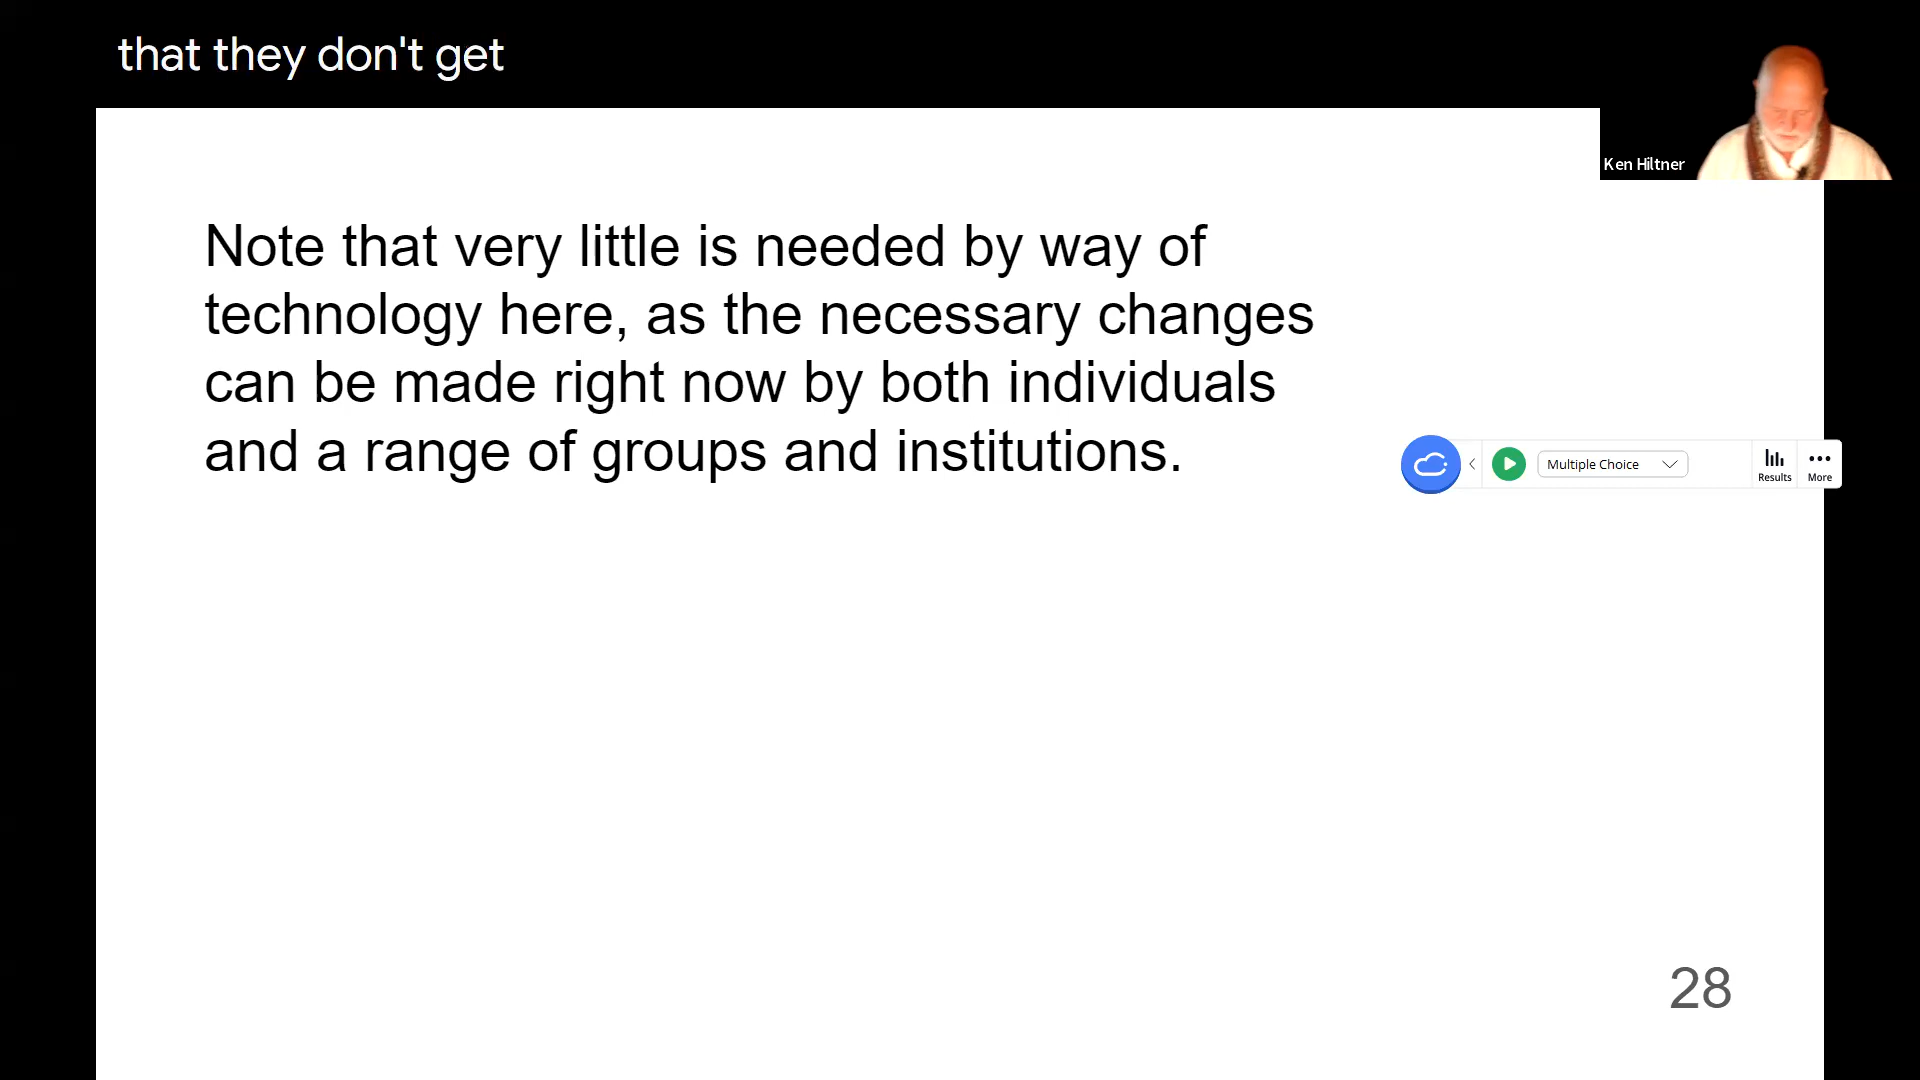 that they don't get
Ken Hiltner
Note that very little is needed by way of
technology here, as the necessary changes
can be made right now by both individuals
and a range of groups and institutions.
Multiple Choice
Results
More
28